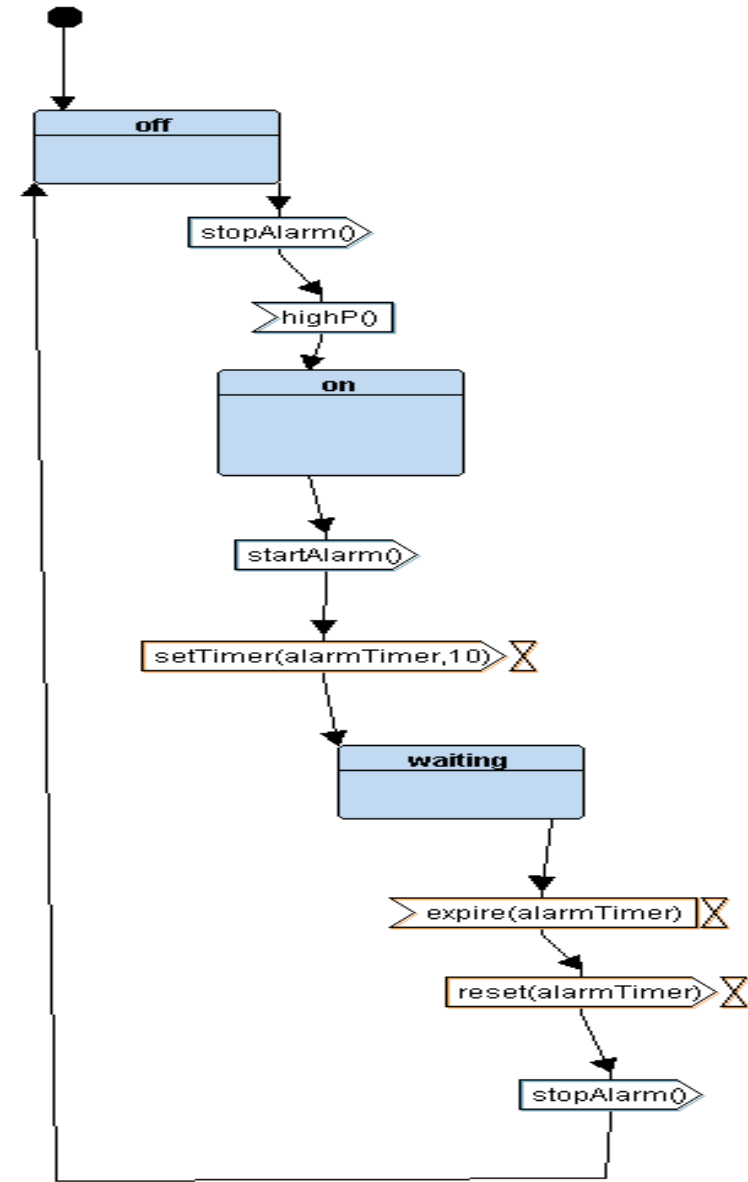 off
stopAlarm()
highP()
on
startAlarm()
setTimer(alarmTimer,10)
waiting
expire(alarmTimer)
reset(alarmTimer)
stopAlarm()